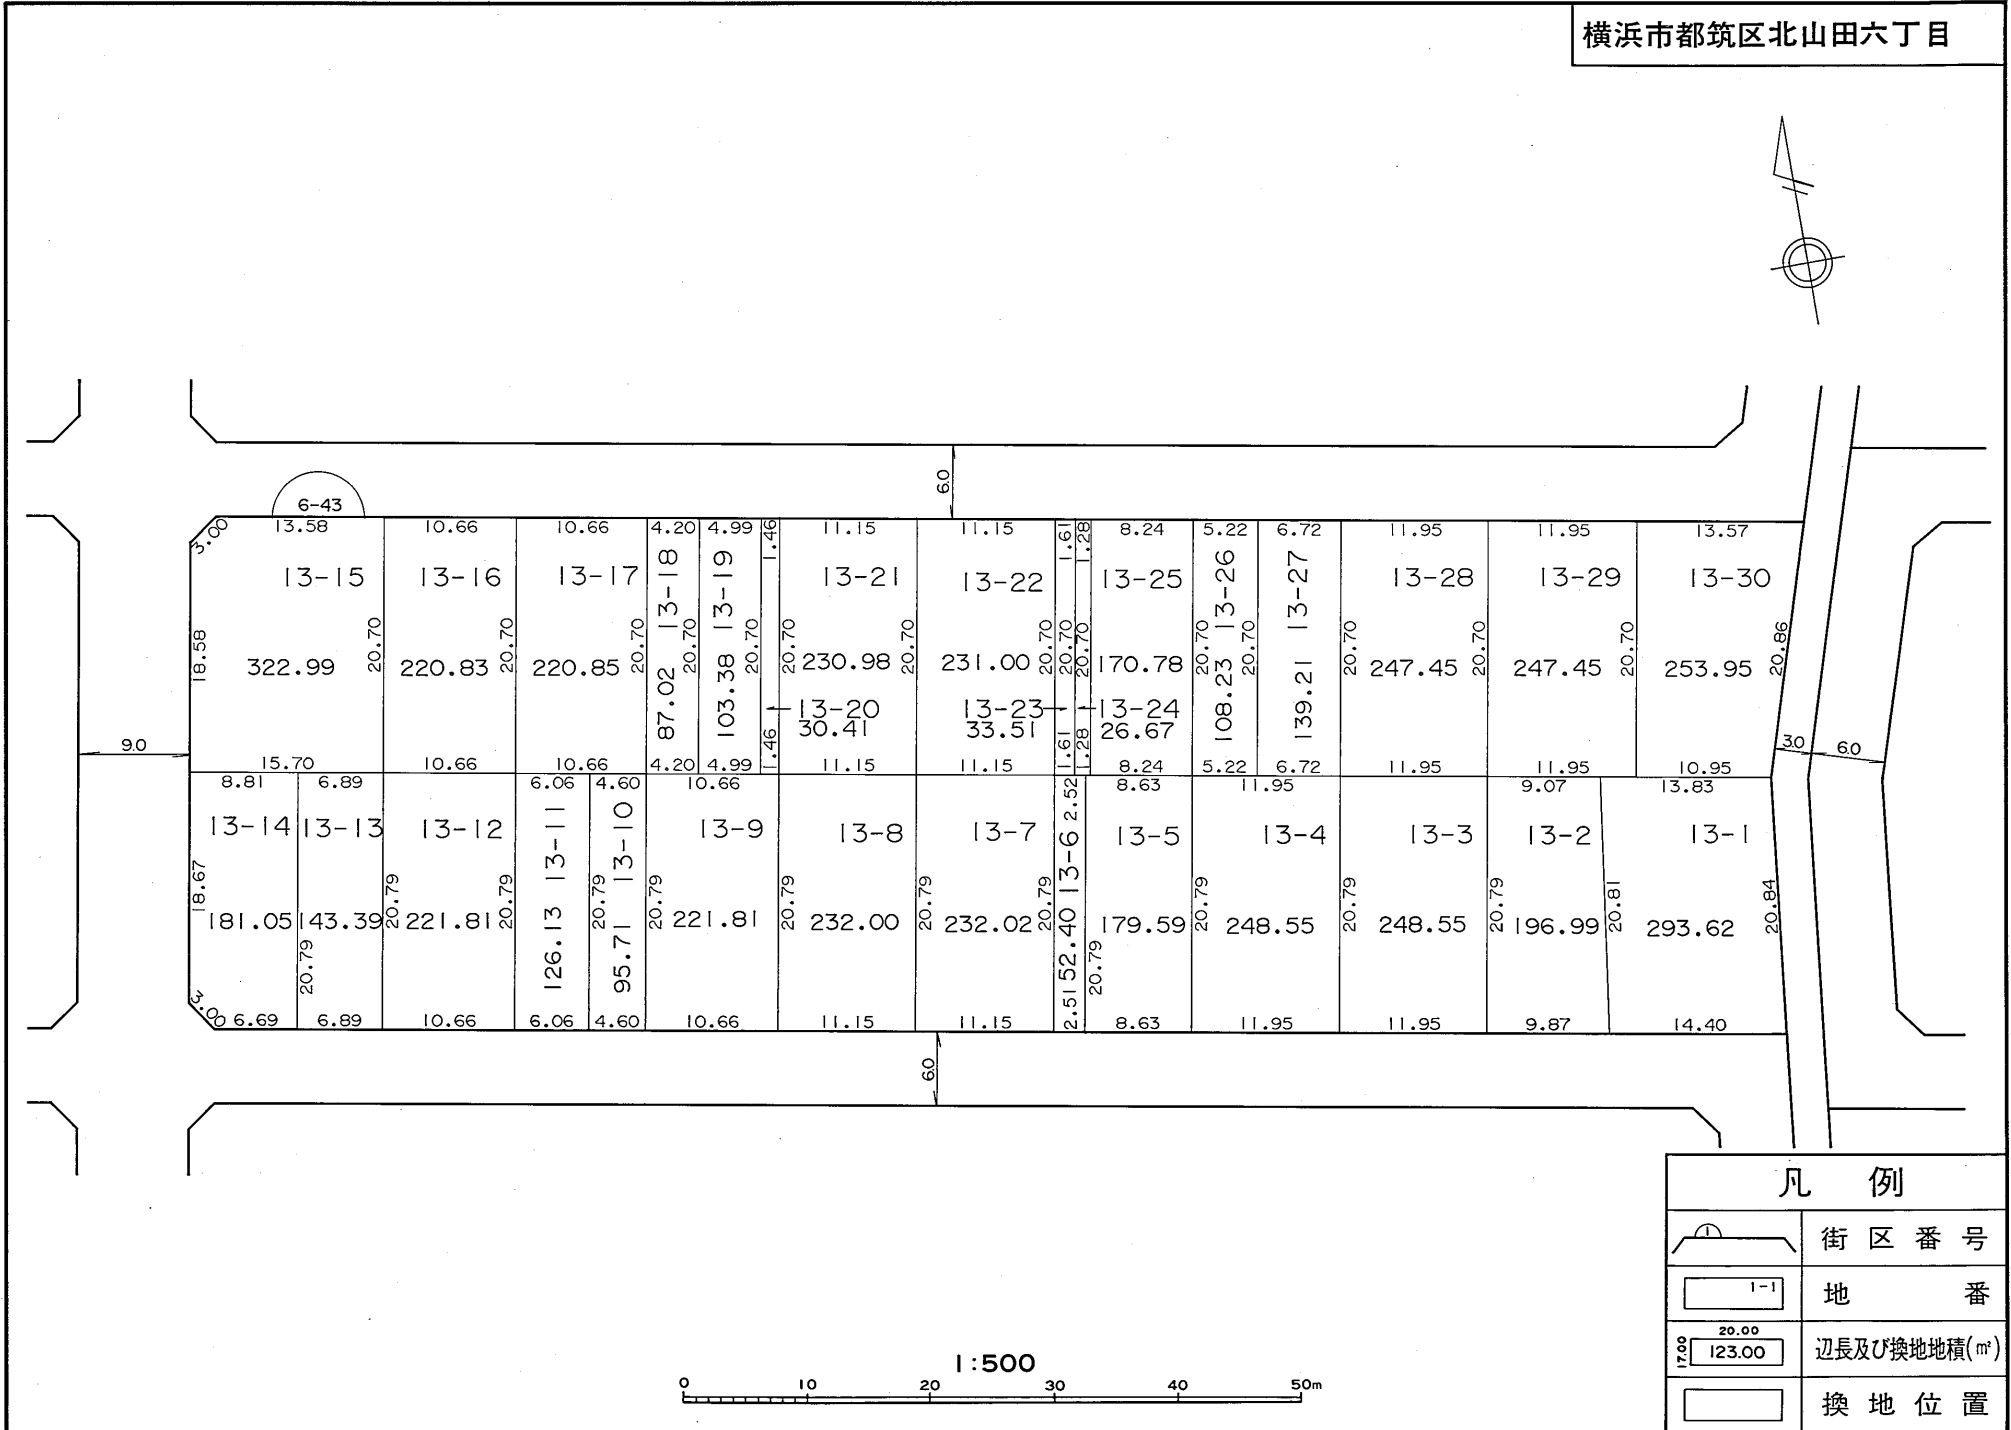 横浜市都筑区北山田六丁目
6.0
6-43
3.00 13.58 10.66 10.66 4.20 4.99 1.46 11.15 11.15 1.61 1.28 8.24 5.22 6.72 11.95 11.95 13.57
13-15 13-16 13-17 13-18 13-19 13-21 13-22 13-25 13-26 13-27 13-28 13-29 13-30
18.58 20.70 20.70 20.70 20.70 20.70 20.70 20.70 20.70 20.70 20.70 20.70 20.70 20.70 20.70 20.70 20.86
322.99 220.83 220.85 87.02 103.38 230.98 231.00 170.78 108.23 139.21 247.45 247.45 253.95
13-20 13-23 13-24
30.41 33.51 26.67
9.0 3.0 6.0
15.70 10.66 10.66 4.20 4.99 1.46 11.15 11.15 1.61 1.28 8.24 5.22 6.72 11.95 11.95 10.95
8.81 6.89 6.06 4.60 10.66 2.52 8.63 11.95 9.07 13.83
13-14 13-13 13-12 13-11 13-10 13-9 13-8 13-7 13-6 13-5 13-4 13-3 13-2 13-1
18.67 20.79 20.79 20.79 20.79 20.79 20.79 20.79 20.79 20.79 20.79 20.79 20.79 20.81 20.84
181.05 143.39 221.81 126.13 95.71 221.81 232.00 232.02 52.40 179.59 248.55 248.55 196.99 293.62
3.00 6.69 6.89 10.66 6.06 4.60 10.66 11.15 11.15 2.51 8.63 11.95 11.95 9.87 14.40
6.0
凡 例
1 街区番号
1-1 地番
20.00
17.00 123.00 辺長及び換地地積(㎡)
換地位置
1:500
0 10 20 30 40 50m